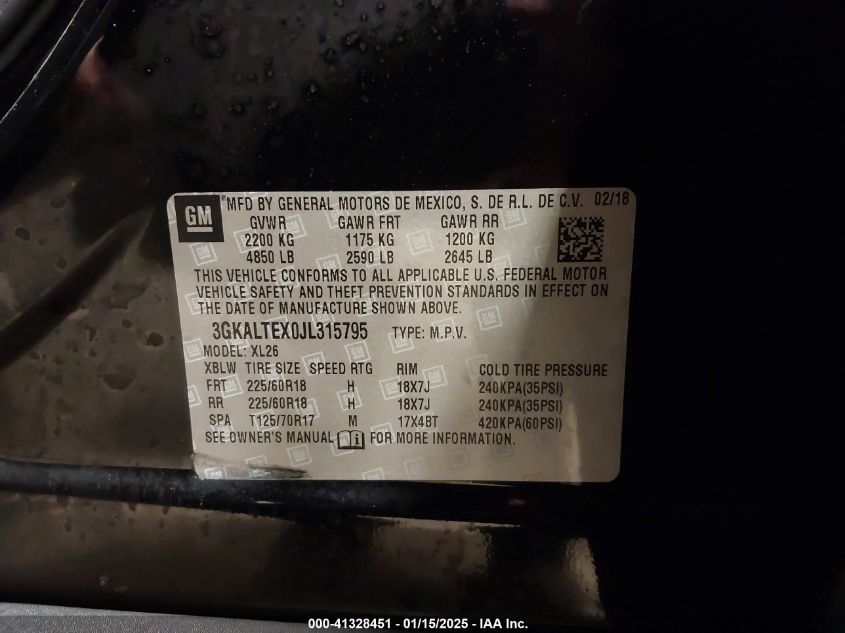 GM ®MFD BY GENERAL MOTORS DE MEXICO, S. DE R.L. DE C.V. 02/18
GVWR GAWR FRT GAWR RR
2200 KG 1175 KG 1200 KG
4850 LB 2590 LB 2645 LB
THIS VEHICLE CONFORMS TO ALL APPLICABLE U.S. FEDERAL MOTOR
VEHICLE SAFETY AND THEFT PREVENTION STANDARDS IN EFFECT ON
THE DATE OF MANUFACTURE SHOWN ABOVE.
3GKALTEX0JL315795 TYPE: M.P.V.
MODEL: XL26
XBLW TIRE SIZE SPEED RTG RIM COLD TIRE PRESSURE
FRT 225/60R18 H 18X7J 240KPA(35PSI)
RR 225/60R18 H 18X7J 240KPA(35PSI)
SPA T125/70R17 M 17X4BT 420KPA(60PSI)
SEE OWNER'S MANUAL FOR MORE INFORMATION.
000-41328451 - 01/15/2025 - IAA Inc.